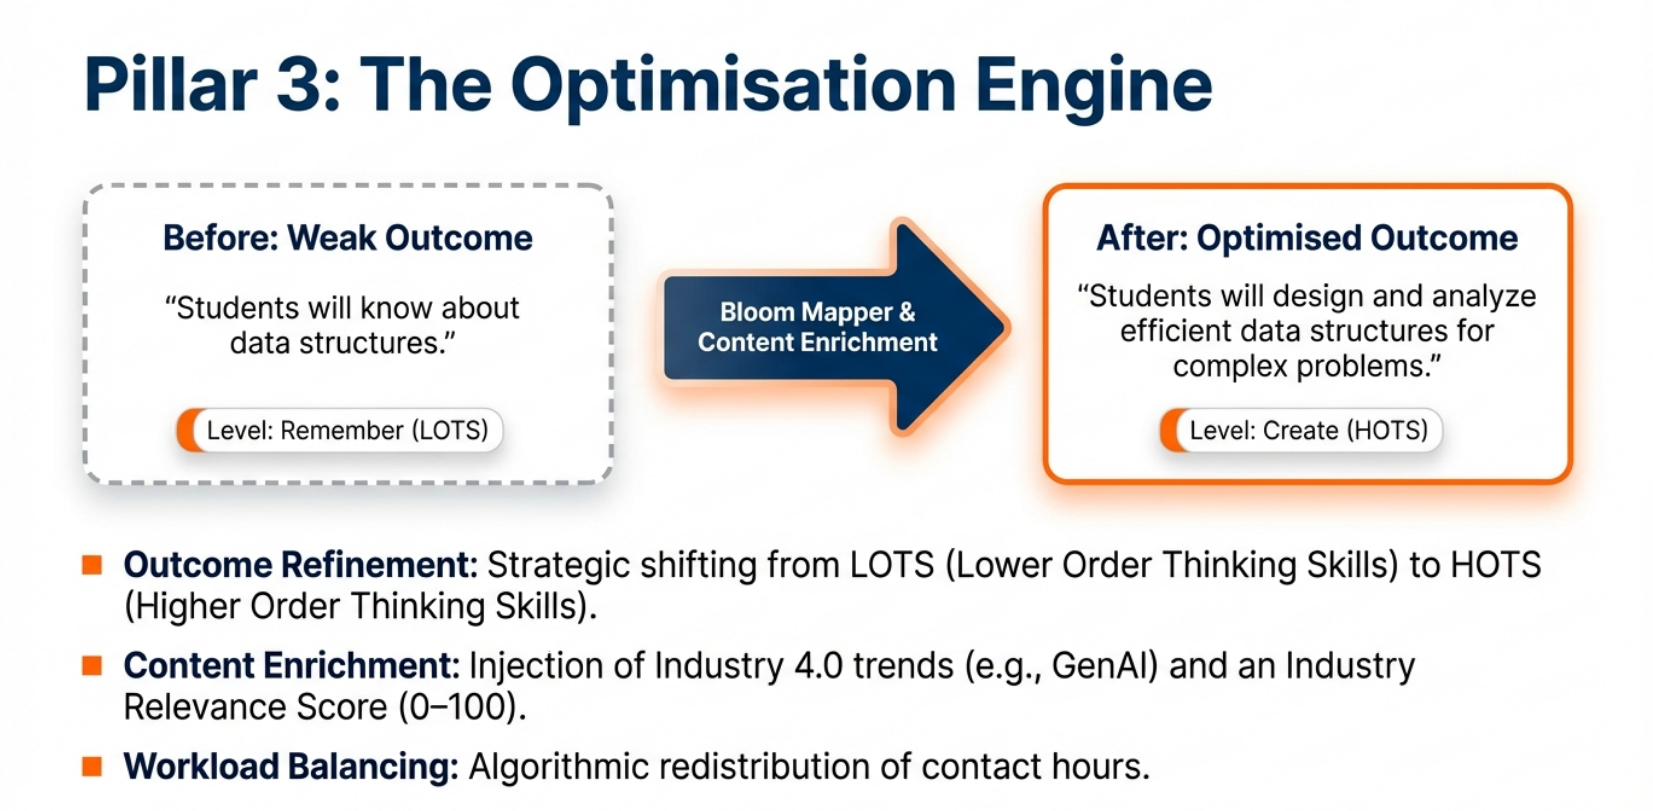 Pillar 3: The Optimisation Engine
Before: Weak Outcome
“Students will know about
data structures.”
Level: Remember (LOTS)
Bloom Mapper &
Content Enrichment
After: Optimised Outcome
“Students will design and analyze
efficient data structures for
complex problems.”
Level: Create (HOTS)
Outcome Refinement: Strategic shifting from LOTS (Lower Order Thinking Skills) to HOTS
(Higher Order Thinking Skills).
Content Enrichment: Injection of Industry 4.0 trends (e.g., GenAI) and an Industry
Relevance Score (0–100).
Workload Balancing: Algorithmic redistribution of contact hours.